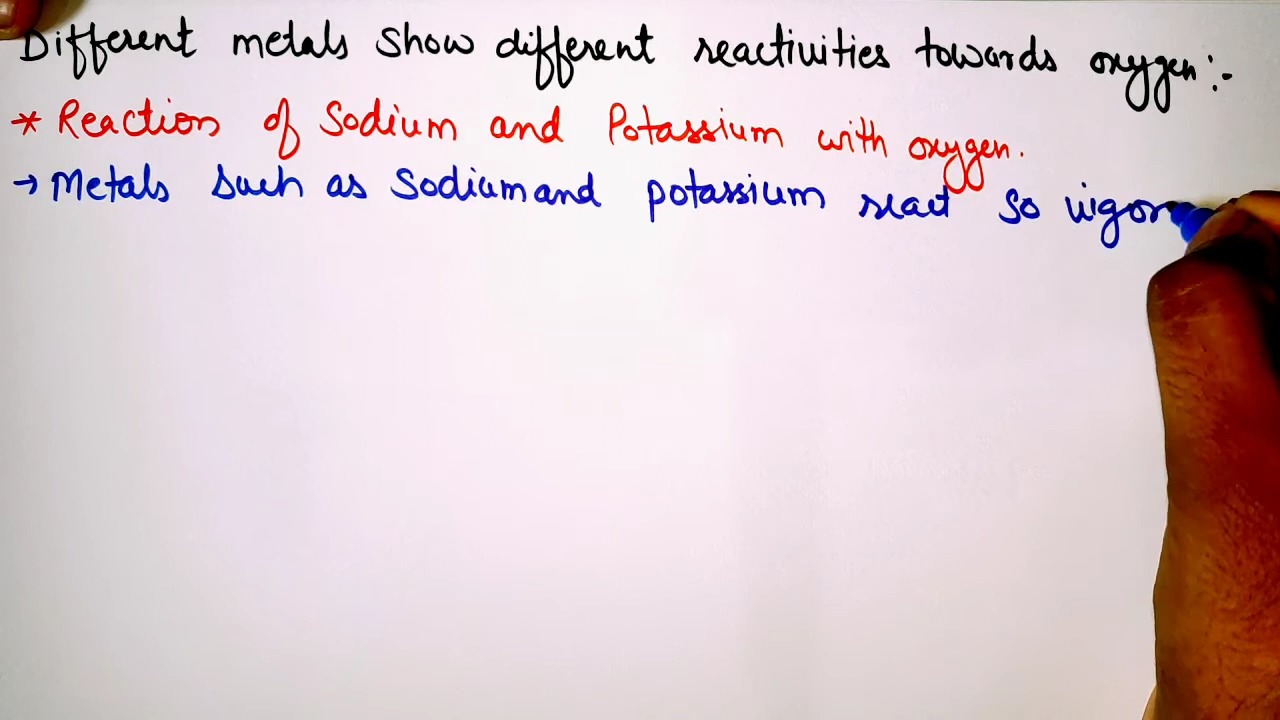 Different metals show different reactivities towards oxygen:-
* Reaction of Sodium and Potassium with oxygen.
→ Metals such as Sodium and potassium react so vigor